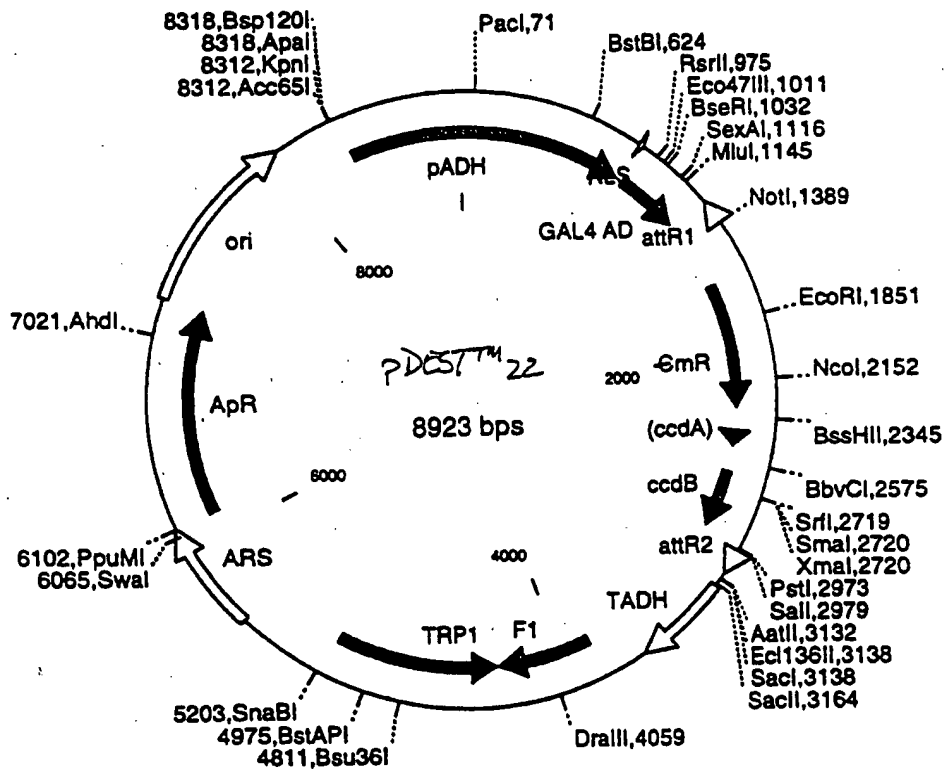 8318,Bsp120I
8318,ApaI
8312,KpnI
8312,Acc65I
PacI,71
BstBI,624
RsrII,975
Eco47III,1011
BseRI,1032
SexAI,1116
MluI,1145
NotI,1389
pADH
GAL4 AD
attR1
ori
8000
EcoRI,1851
7021,AhdI
pDEST™22
2000
CmR
NcoI,2152
ApR
8923 bps
(ccdA)
BssHII,2345
6000
ccdB
BbvCI,2575
SrfI,2719
SmaI,2720
XmaI,2720
attR2
6102,PpuMI
6065,SwaI
ARS
4000
PstI,2973
SalI,2979
TADH
AatII,3132
Ecl136II,3138
SacI,3138
SacII,3164
TRP1
F1
5203,SnaBI
4975,BstAPI
4811,Bsu36I
DraIII,4059